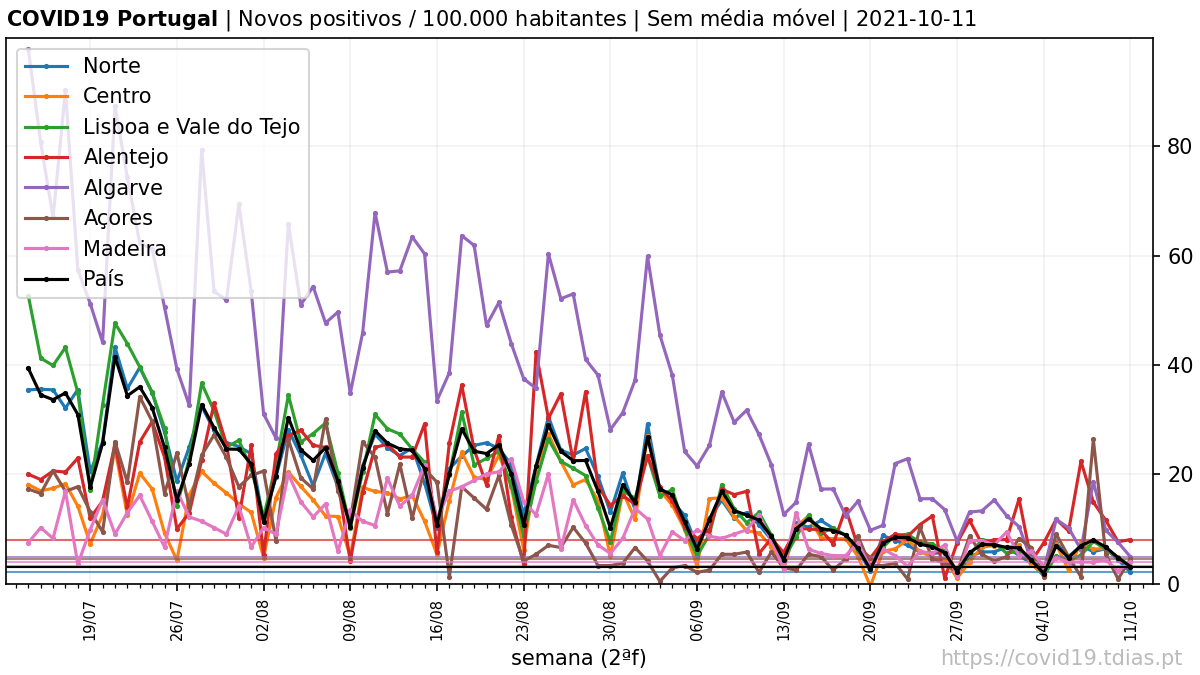 COVID19 Portugal | Novos positivos / 100.000 habitantes | Sem média móvel | 2021-10-11
Norte
Centro
Lisboa e Vale do Tejo
Alentejo
Algarve
Açores
Madeira
País
80
60
40
20
0
19/07 26/07 02/08 09/08 16/08 23/08 30/08 06/09 13/09 20/09 27/09 04/10 11/10
semana (2ªf)
https://covid19.tdias.pt